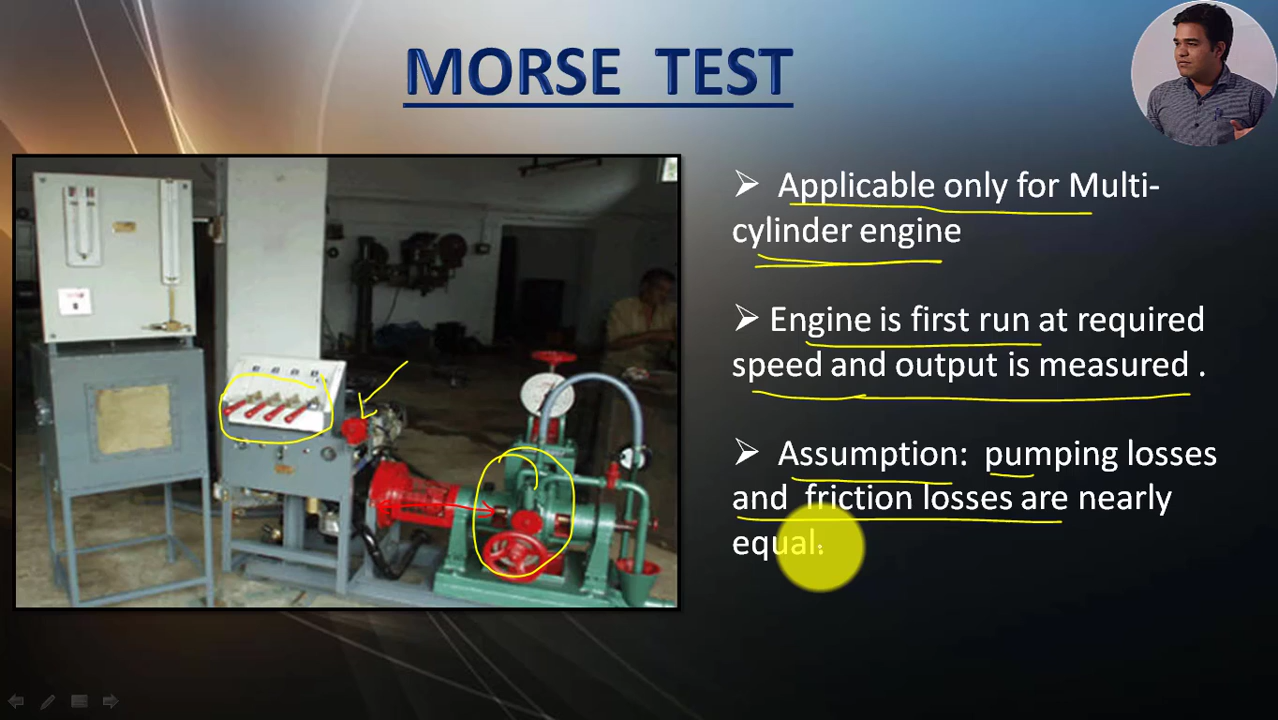 MORSE TEST
➢ Applicable only for Multi-
cylinder engine
➢ Engine is first run at required
speed and output is measured .
➢ Assumption: pumping losses
and friction losses are nearly
equal.